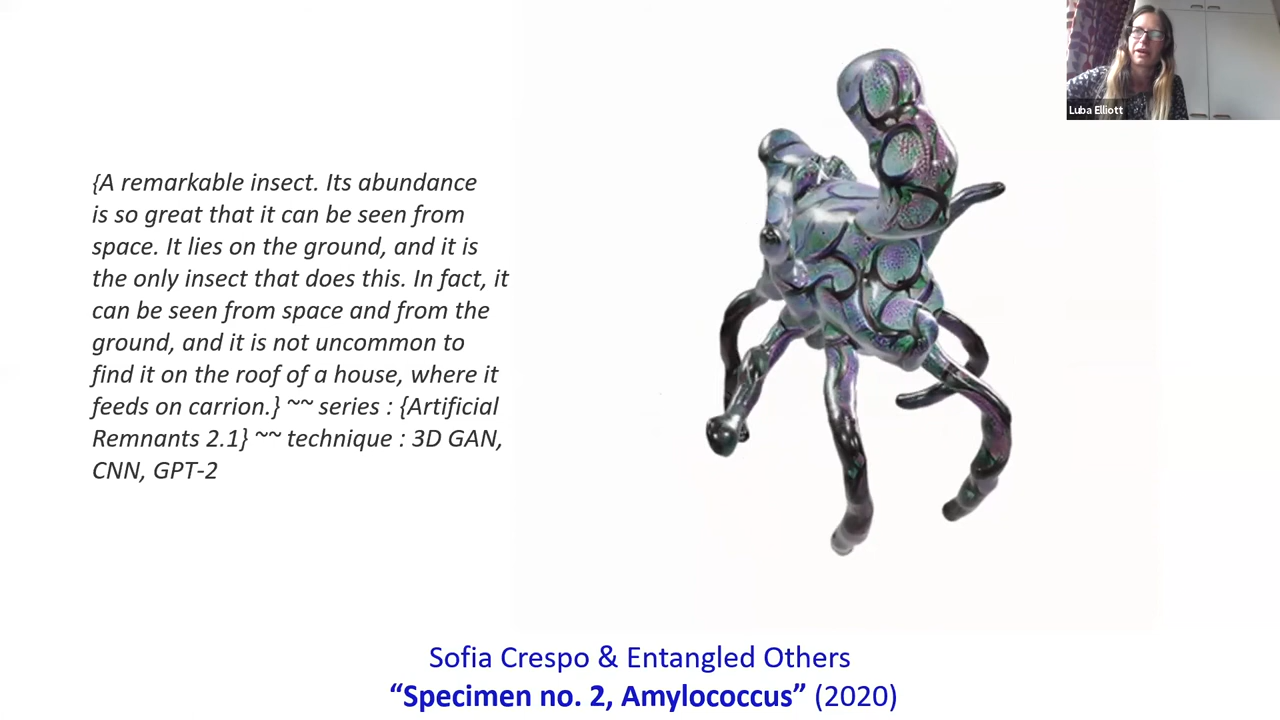 Luba Elliott
{A remarkable insect. Its abundance
is so great that it can be seen from
space. It lies on the ground, and it is
the only insect that does this. In fact, it
can be seen from space and from the
ground, and it is not uncommon to
find it on the roof of a house, where it
feeds on carrion.} ~~ series : {Artificial
Remnants 2.1} ~~ technique : 3D GAN,
CNN, GPT-2
Sofia Crespo & Entangled Others
“Specimen no. 2, Amylococcus” (2020)